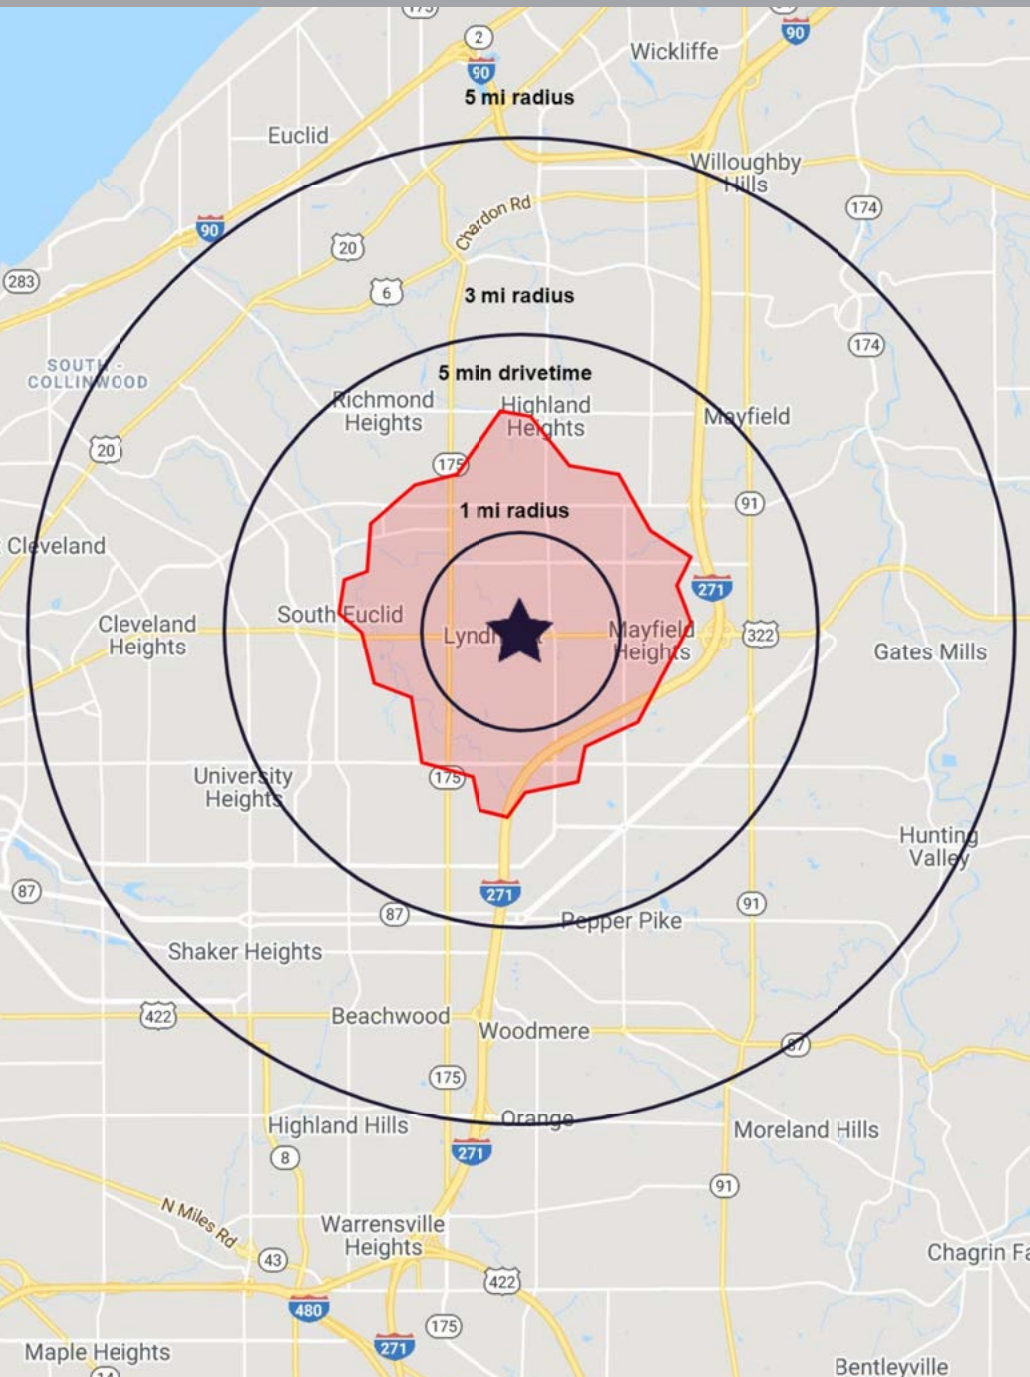 175
2
90
90
Wickliffe
5 mi radius
Euclid
Willoughby
Hills
174
Chardon Rd
90
20
283
6
3 mi radius
174
SOUTH -
COLLINWOOD
5 min drivetime
Richmond
Heights
Highland
Heights
Mayfield
20
175
91
1 mi radius
Cleveland
271
South Euclid
Cleveland
Heights
Mayfield
Heights
322
Gates Mills
175
University
Heights
Hunting
Valley
87
271
87
91
Pepper Pike
Shaker Heights
422
Beachwood
Woodmere
87
175
Orange
Highland Hills
Moreland Hills
271
8
91
N Miles Rd
Warrensville
Heights
43
Chagrin Fa
422
480
175
271
Maple Heights
14
Bentleyville